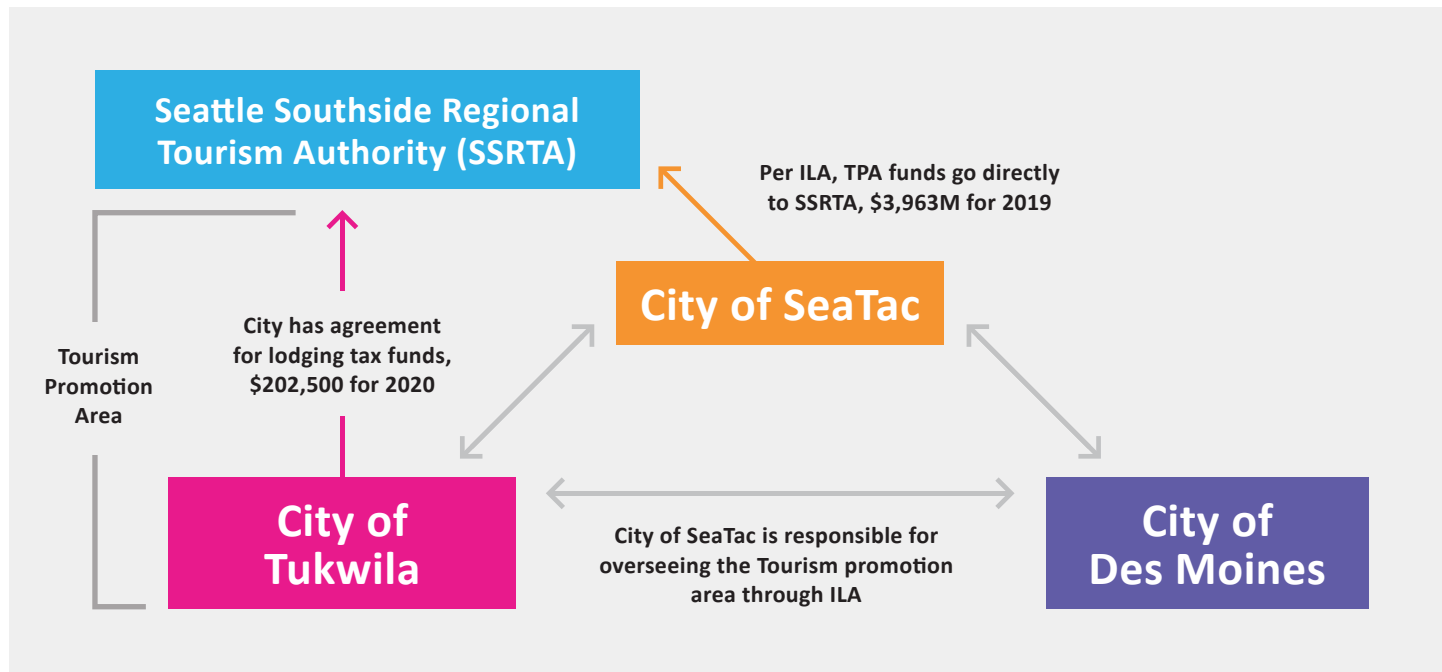 Seattle Southside Regional
Tourism Authority (SSRTA)
Per ILA, TPA funds go directly
to SSRTA, $3,963M for 2019
City of SeaTac
City has agreement
for lodging tax funds,
$202,500 for 2020
Tourism
Promotion
Area
City of
Tukwila
City of SeaTac is responsible for
overseeing the Tourism promotion
area through ILA
City of
Des Moines